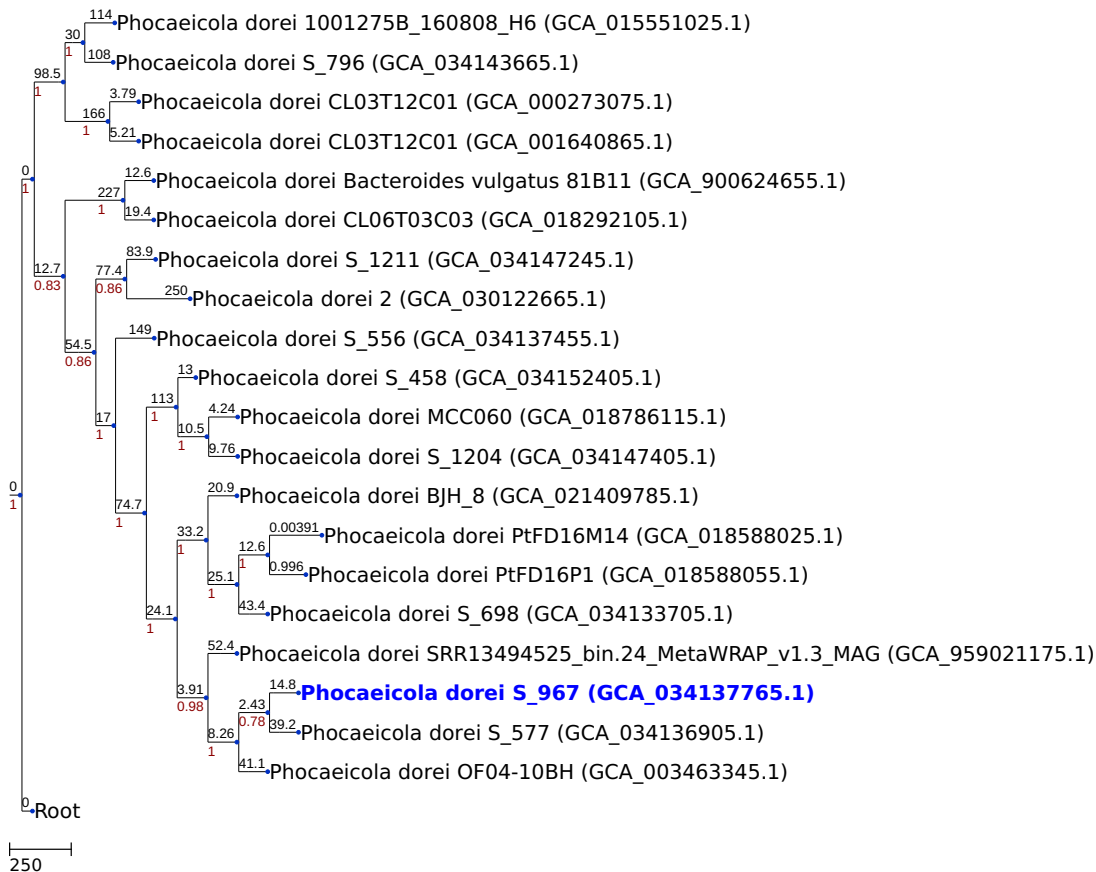 114
Phocaeicola dorei 1001275B_160808_H6 (GCA_015551025.1)
30
1
108
Phocaeicola dorei S_796 (GCA_034143665.1)
98.5
1
3.79
Phocaeicola dorei CL03T12C01 (GCA_000273075.1)
166
1
5.21
Phocaeicola dorei CL03T12C01 (GCA_001640865.1)
0
1
12.6
Phocaeicola dorei Bacteroides vulgatus 81B11 (GCA_900624655.1)
227
1
19.4
Phocaeicola dorei CL06T03C03 (GCA_018292105.1)
12.7
0.83
83.9
Phocaeicola dorei S_1211 (GCA_034147245.1)
77.4
0.86
250
Phocaeicola dorei 2 (GCA_030122665.1)
54.5
0.86
149
Phocaeicola dorei S_556 (GCA_034137455.1)
13
Phocaeicola dorei S_458 (GCA_034152405.1)
113
1
4.24
Phocaeicola dorei MCC060 (GCA_018786115.1)
17
1
10.5
1
9.76
Phocaeicola dorei S_1204 (GCA_034147405.1)
0
1
20.9
Phocaeicola dorei BJH_8 (GCA_021409785.1)
74.7
1
33.2
1
0.00391
Phocaeicola dorei PtFD16M14 (GCA_018588025.1)
12.6
1
0.996
Phocaeicola dorei PtFD16P1 (GCA_018588055.1)
25.1
1
43.4
Phocaeicola dorei S_698 (GCA_034133705.1)
24.1
1
52.4
Phocaeicola dorei SRR13494525_bin.24_MetaWRAP_v1.3_MAG (GCA_959021175.1)
3.91
0.98
14.8
Phocaeicola dorei S_967 (GCA_034137765.1)
2.43
0.78
39.2
Phocaeicola dorei S_577 (GCA_034136905.1)
8.26
1
41.1
Phocaeicola dorei OF04-10BH (GCA_003463345.1)
0
Root
250